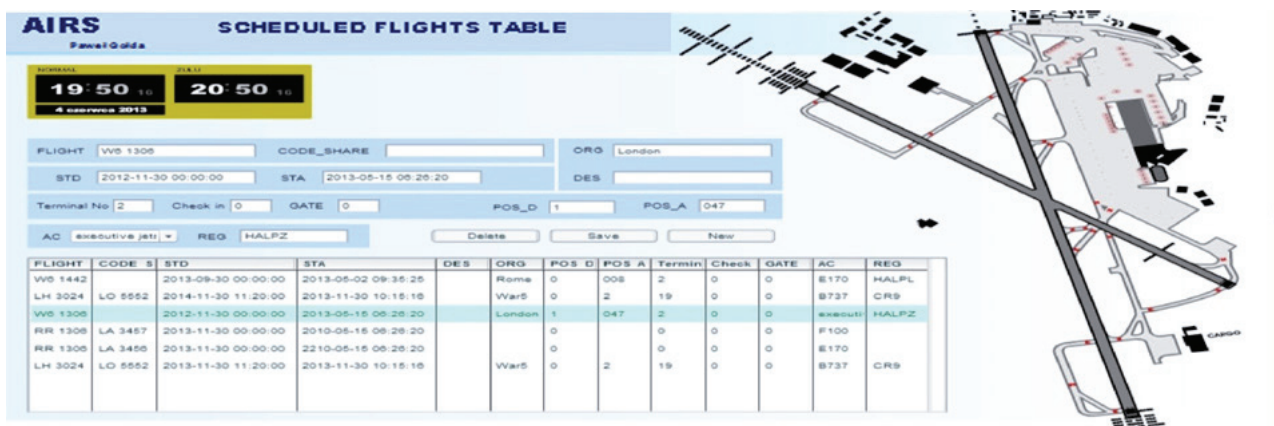 AIRS
SCHEDULED FLIGHTS TABLE
Pawel Golda
NORMAL ZULU
19:50 16 20:50 16
4 czerwca 2013
FLIGHT W6 1306 CODE_SHARE ORG London
STD 2012-11-30 00:00:00 STA 2013-05-15 06:26:20 DES
Terminal No 2 Check in 0 GATE 0 POS_D 1 POS_A 047
AC executive jets REG HALPZ Delete Save New
FLIGHT CODE S STD STA DES ORG POS D POS A Termin Check GATE AC REG
W6 1442 2013-09-30 00:00:00 2013-05-02 09:35:25 Rome 0 008 2 0 0 E170 HALPL
LH 3024 LO 5552 2014-11-30 11:20:00 2013-11-30 10:15:16 War5 0 2 19 0 0 B737 CR9
W6 1306 2012-11-30 00:00:00 2013-05-15 06:26:20 London 1 047 2 0 0 executi HALPZ
RR 1306 LA 3457 2013-11-30 00:00:00 2010-05-15 06:26:20 0 0 0 0 F100
RR 1306 LA 3456 2013-11-30 00:00:00 2210-05-15 06:26:20 0 0 0 0 E170
LH 3024 LO 5552 2013-11-30 11:20:00 2013-11-30 10:15:16 War5 0 2 19 0 0 B737 CR9
CARGO